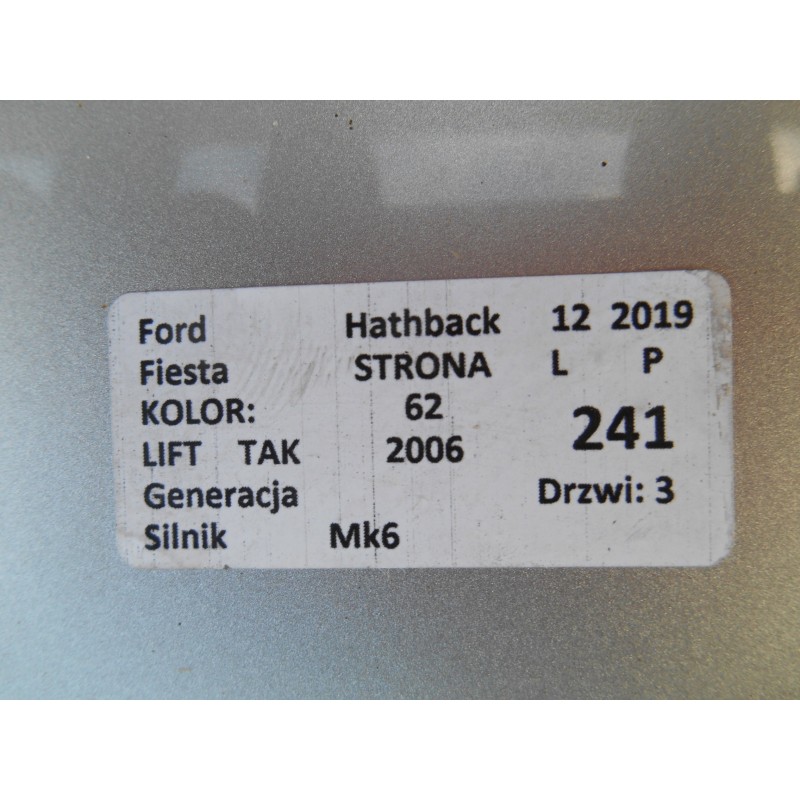 Ford Hathback 12 2019
Fiesta STRONA L P
KOLOR: 62 241
LIFT TAK 2006
Generacja Drzwi: 3
Silnik Mk6